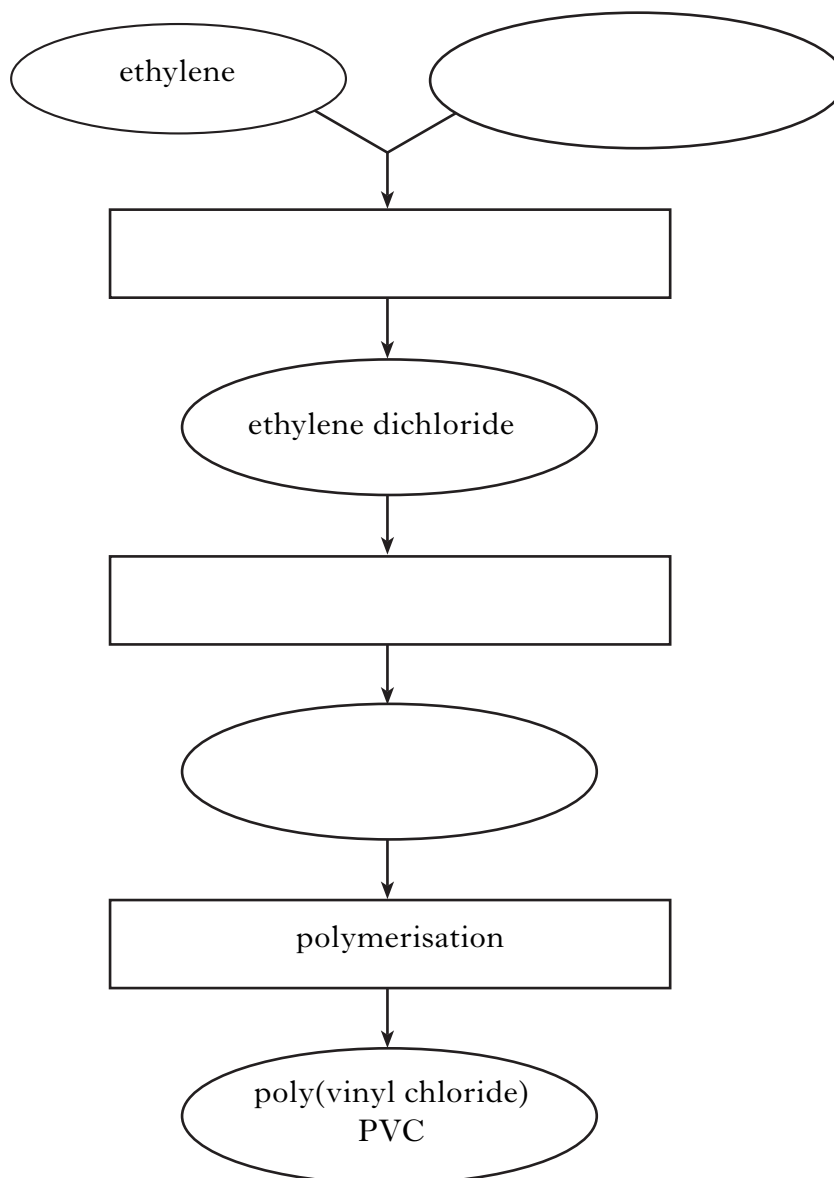 ethylene
ethylene dichloride
polymerisation
poly(vinyl chloride)
PVC